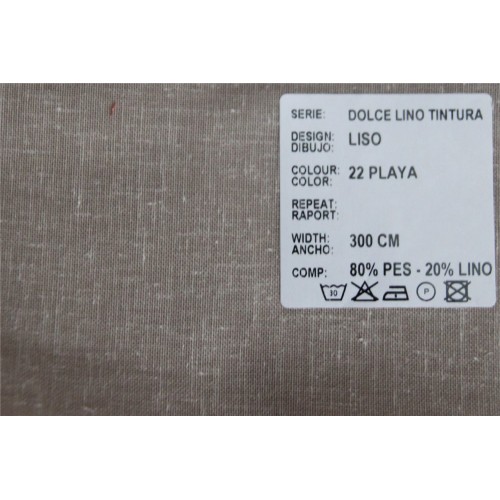 SERIE: DOLCE LINO TINTURA
DESIGN: LISO
DIBUJO:
COLOUR: 22 PLAYA
COLOR:
REPEAT:
RAPORT:
WIDTH: 300 CM
ANCHO:
COMP: 80% PES - 20% LINO
30 P